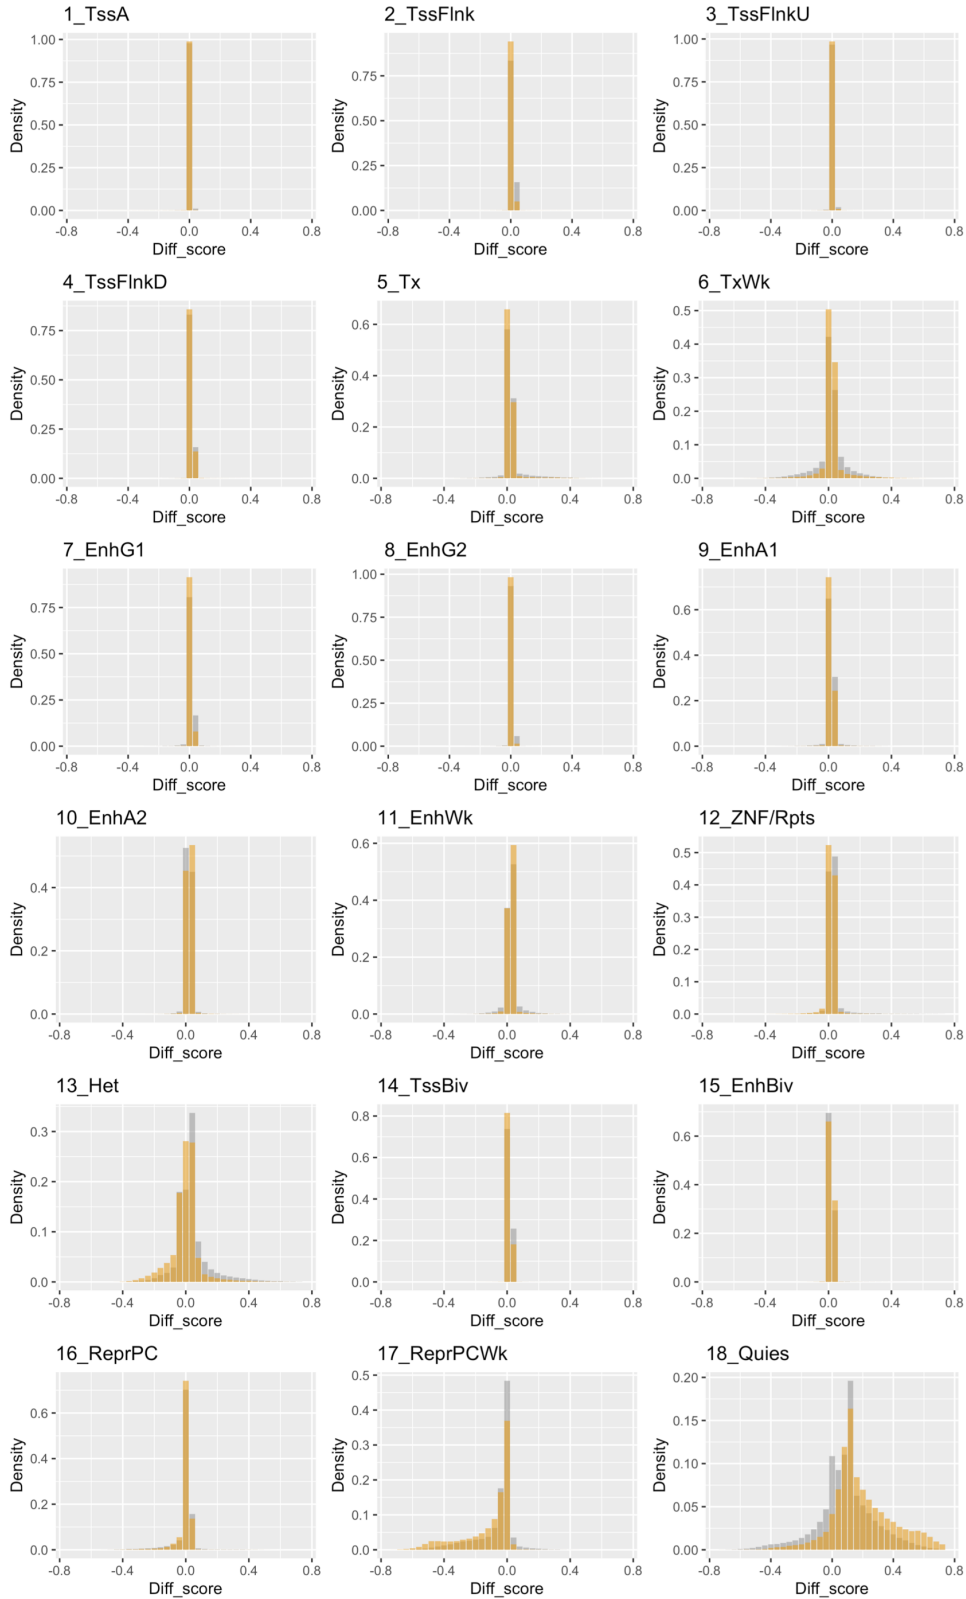 1_TssA 2_TssFlnk 3_TssFlnkU
1.00
0.75
0.50
0.25
0.00
Density
-0.8 -0.4 0.0 0.4 0.8
Diff_score
0.75
0.50
0.25
0.00
Density
-0.8 -0.4 0.0 0.4 0.8
Diff_score
1.00
0.75
0.50
0.25
0.00
Density
-0.8 -0.4 0.0 0.4 0.8
Diff_score
4_TssFlnkD 5_Tx 6_TxWk
0.75
0.50
0.25
0.00
Density
-0.8 -0.4 0.0 0.4 0.8
Diff_score
0.6
0.4
0.2
0.0
Density
-0.8 -0.4 0.0 0.4 0.8
Diff_score
0.5
0.4
0.3
0.2
0.1
0.0
Density
-0.8 -0.4 0.0 0.4 0.8
Diff_score
7_EnhG1 8_EnhG2 9_EnhA1
0.75
0.50
0.25
0.00
Density
-0.8 -0.4 0.0 0.4 0.8
Diff_score
1.00
0.75
0.50
0.25
0.00
Density
-0.8 -0.4 0.0 0.4 0.8
Diff_score
0.6
0.4
0.2
0.0
Density
-0.8 -0.4 0.0 0.4 0.8
Diff_score
10_EnhA2 11_EnhWk 12_ZNF/Rpts
0.4
0.2
0.0
Density
-0.8 -0.4 0.0 0.4 0.8
Diff_score
0.6
0.4
0.2
0.0
Density
-0.8 -0.4 0.0 0.4 0.8
Diff_score
0.5
0.4
0.3
0.2
0.1
0.0
Density
-0.8 -0.4 0.0 0.4 0.8
Diff_score
13_Het 14_TssBiv 15_EnhBiv
0.3
0.2
0.1
0.0
Density
-0.8 -0.4 0.0 0.4 0.8
Diff_score
0.8
0.6
0.4
0.2
0.0
Density
-0.8 -0.4 0.0 0.4 0.8
Diff_score
0.6
0.4
0.2
0.0
Density
-0.8 -0.4 0.0 0.4 0.8
Diff_score
16_ReprPC 17_ReprPCWk 18_Quies
0.6
0.4
0.2
0.0
Density
-0.8 -0.4 0.0 0.4 0.8
Diff_score
0.5
0.4
0.3
0.2
0.1
0.0
Density
-0.8 -0.4 0.0 0.4 0.8
Diff_score
0.20
0.15
0.10
0.05
0.00
Density
-0.8 -0.4 0.0 0.4 0.8
Diff_score